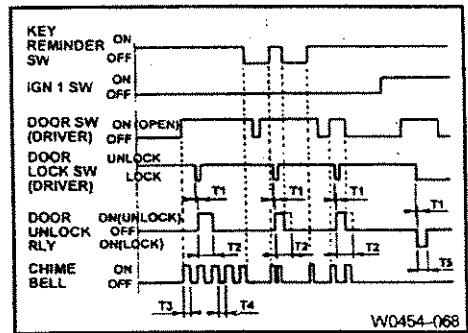 KEY
REMINDER
SW
ON
OFF
IGN 1 SW
ON
OFF
DOOR SW
(DRIVER)
ON(OPEN)
OFF
DOOR
LOCK SW
(DRIVER)
UNLOCK
LOCK
T1 T1 T1 T1
DOOR
UNLOCK
RLY
ON(UNLOCK)
OFF
ON(LOCK)
T2 T2 T2 T5
CHIME
BELL
ON
OFF
T3 T4
W0454-068